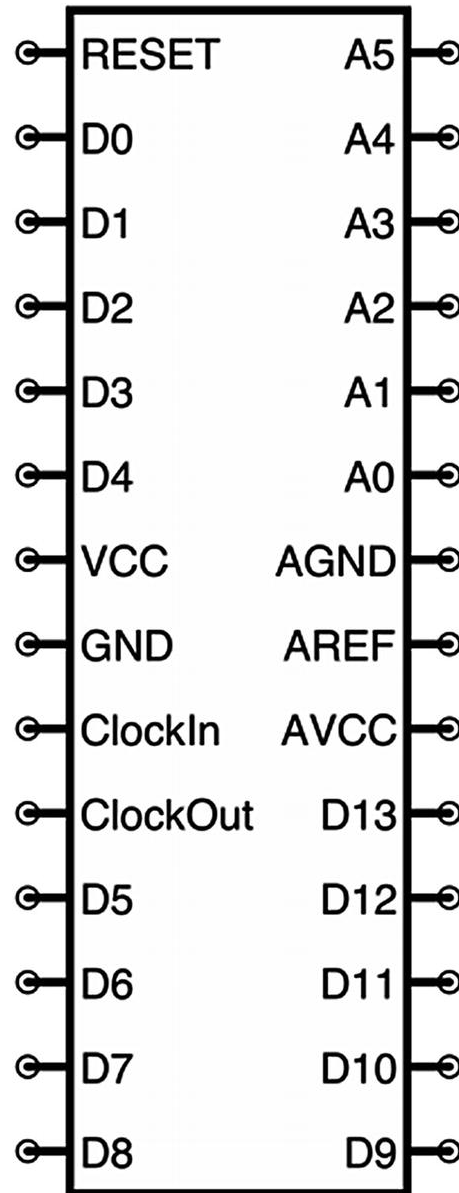 RESET A5
D0 A4
D1 A3
D2 A2
D3 A1
D4 A0
VCC AGND
GND AREF
ClockIn AVCC
ClockOut D13
D5 D12
D6 D11
D7 D10
D8 D9